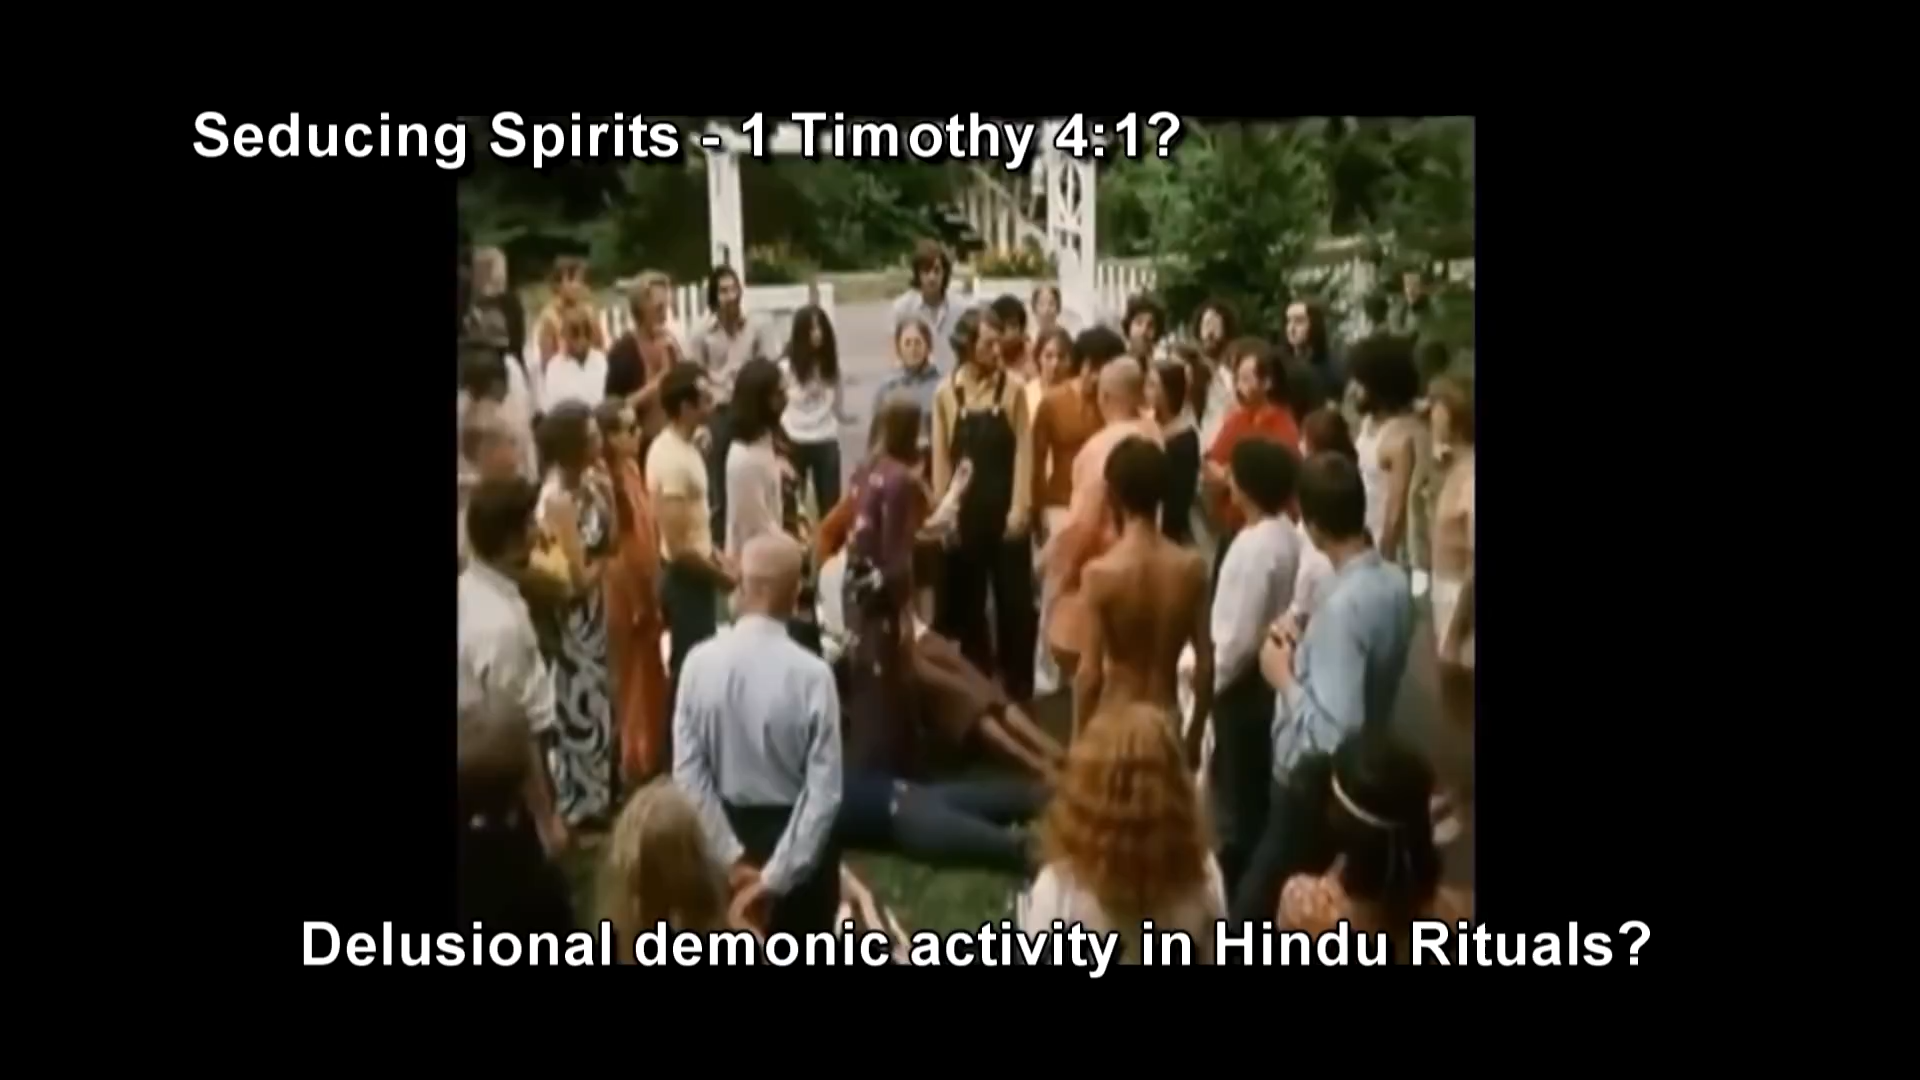 Seducing Spirits - 1 Timothy 4:1?
Delusional demonic activity in Hindu Rituals?